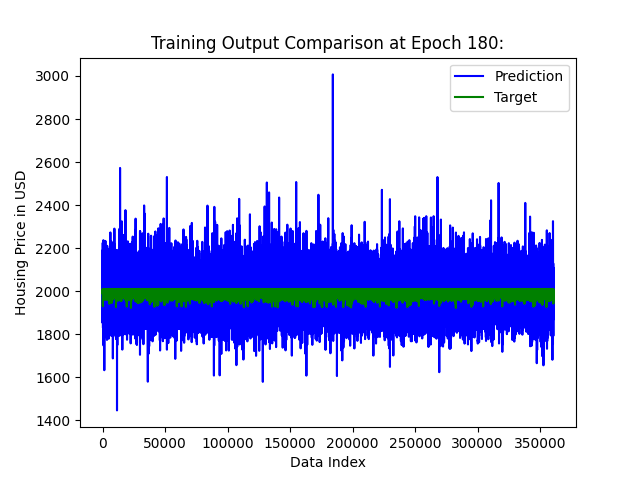 Training Output Comparison at Epoch 180:
Prediction
Target
Housing Price in USD
3000
2800
2600
2400
2200
2000
1800
1600
1400
0 50000 100000 150000 200000 250000 300000 350000
Data Index